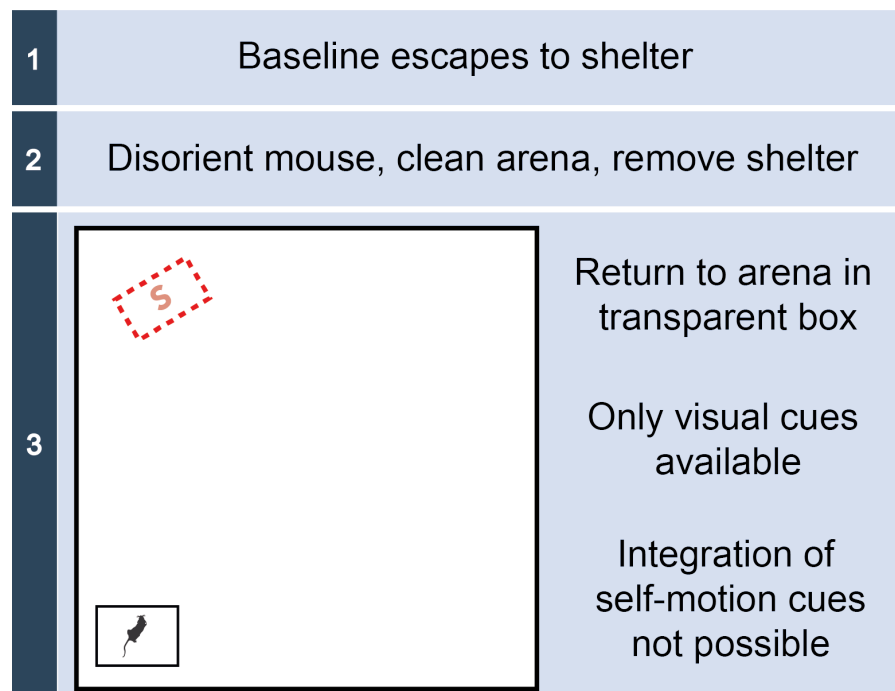 1
Baseline escapes to shelter
2
Disorient mouse, clean arena, remove shelter
3
S
Return to arena in
transparent box
Only visual cues
available
Integration of
self-motion cues
not possible